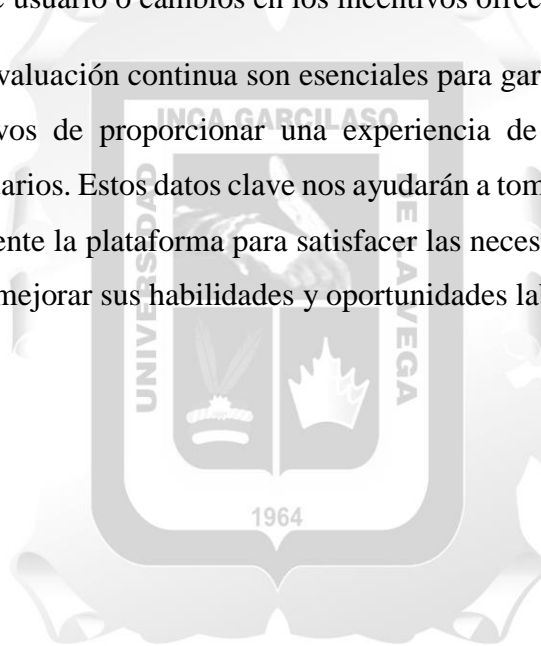 e usuario o cambios en los incentivos ofrec
valuación continua son esenciales para gar
vos de proporcionar una experiencia de
arios. Estos datos clave nos ayudarán a tom
ente la plataforma para satisfacer las neces
mejorar sus habilidades y oportunidades lab
INCA GARCILASO
UNIVERSIDAD
DE LA VEGA
1964